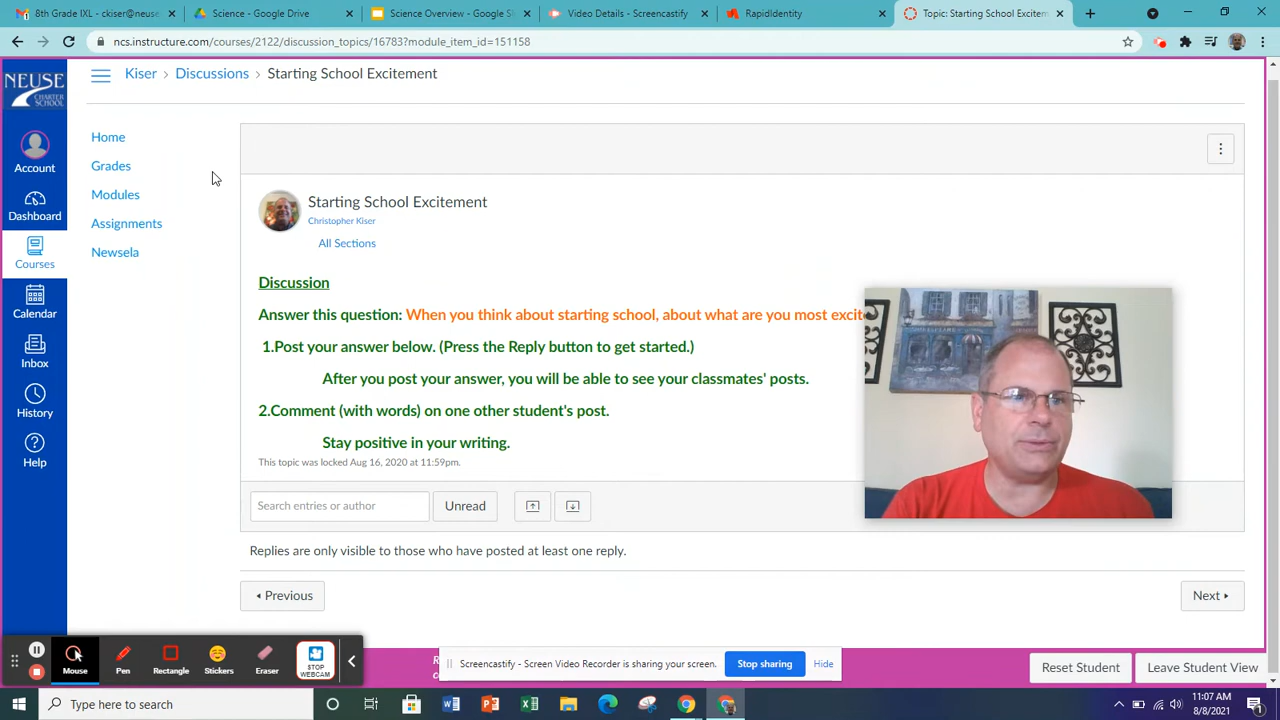 8th Grade IXL - ckiser@neus
Science - Google Drive
Science Overview - Google S
Video Details - Screencastify
RapidIdentity
Topic: Starting School Excitem
ncs.instructure.com/courses/2122/discussion_topics/16783?module_item_id=151158
NEUSE
CHARTER SCHOOL
Kiser > Discussions > Starting School Excitement
Account
Dashboard
Courses
Calendar
Inbox
History
Help
Home
Grades
Modules
Assignments
Newsela
Starting School Excitement
Christopher Kiser
All Sections
Discussion
Answer this question: When you think about starting school, about what are you most excit
1.Post your answer below. (Press the Reply button to get started.)
After you post your answer, you will be able to see your classmates' posts.
2.Comment (with words) on one other student's post.
Stay positive in your writing.
This topic was locked Aug 16, 2020 at 11:59pm.
Search entries or author
Unread
Replies are only visible to those who have posted at least one reply.
Previous
Next
Mouse
Pen
Rectangle
Stickers
Eraser
STOP WEBCAM
Screencastify - Screen Video Recorder is sharing your screen.
Stop sharing
Hide
Reset Student
Leave Student View
Type here to search
11:07 AM
8/8/2021